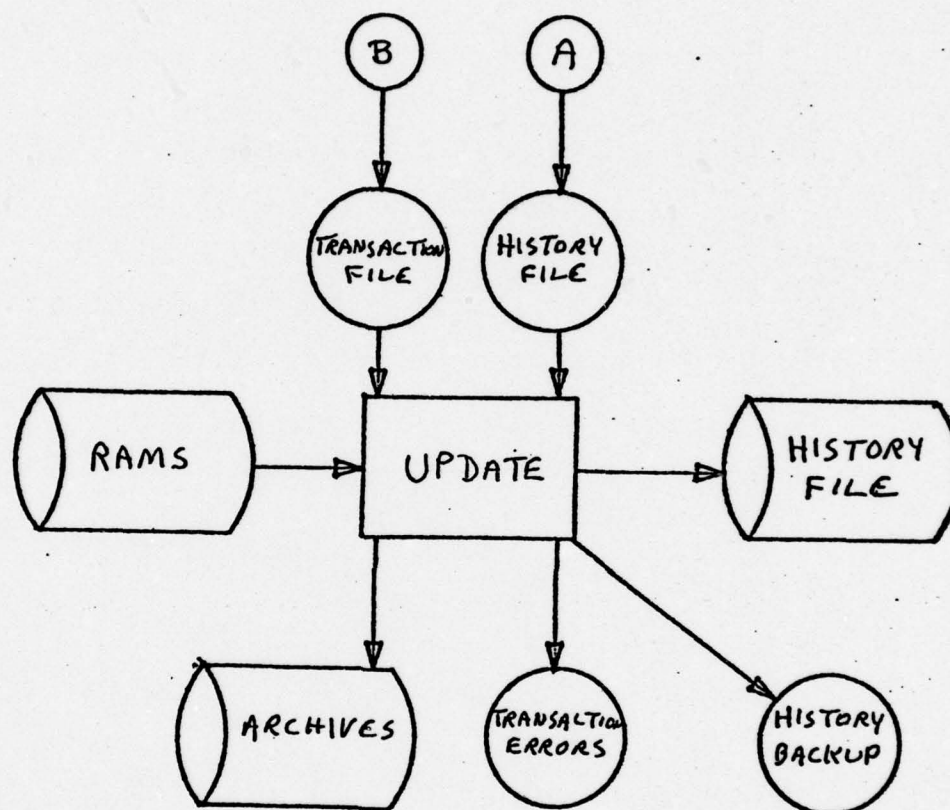 B
A
TRANSACTION
FILE
HISTORY
FILE
RAMS
UPDATE
HISTORY
FILE
ARCHIVES
TRANSACTION
ERRORS
HISTORY
BACKUP